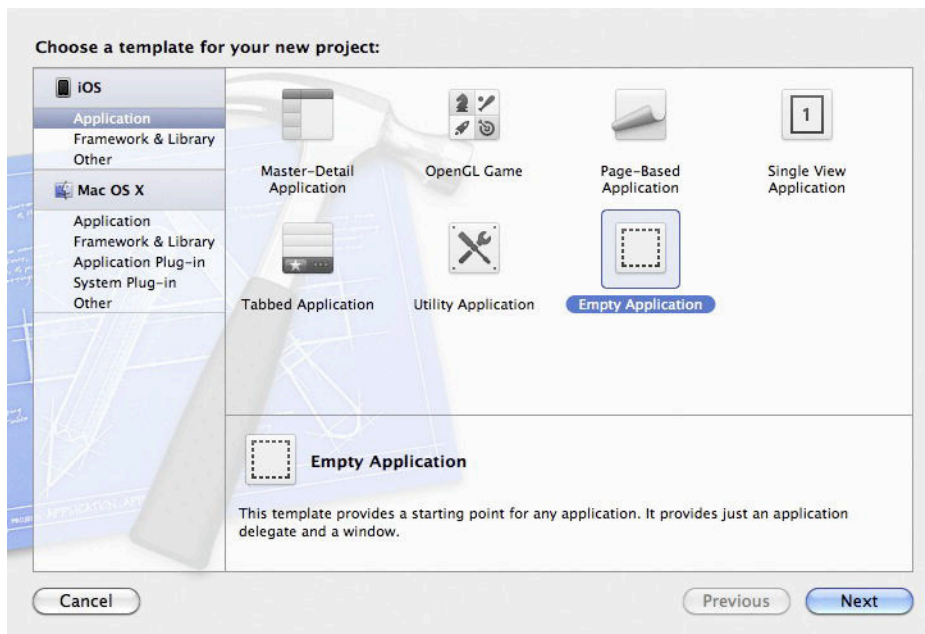 Choose a template for your new project:
iOS
Application
Framework & Library
Other
Mac OS X
Application
Framework & Library
Application Plug-in
System Plug-in
Other
Master-Detail
Application
OpenGL Game
Page-Based
Application
1
Single View
Application
Tabbed Application
Utility Application
Empty Application
Empty Application
This template provides a starting point for any application. It provides just an application
delegate and a window.
Cancel
Previous
Next